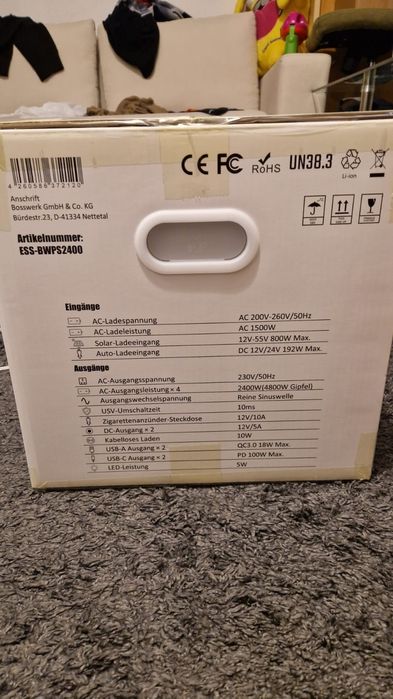 CE FC RoHS UN38.3
Li-ion
4 260586 372120
Anschrift
Bosswerk GmbH & Co. KG
Bürdestr.23, D-41334 Nettetal
Artikelnummer:
ESS-BWPS2400
Eingänge
AC-Ladespannung AC 200V-260V/50Hz
AC-Ladeleistung AC 1500W
Solar-Ladeeingang 12V-55V 800W Max.
Auto-Ladeeingang DC 12V/24V 192W Max.
Ausgänge
AC-Ausgangsspannung 230V/50Hz
AC-Ausgangsleistung × 4 2400W(4800W Gipfel)
Ausgangswechselspannung Reine Sinuswelle
USV-Umschaltzeit 10ms
Zigarettenanzünder-Steckdose 12V/10A
DC-Ausgang × 2 12V/5A
Kabelloses Laden 10W
USB-A Ausgang × 2 QC3.0 18W Max.
USB-C Ausgang × 2 PD 100W Max.
LED-Leistung 5W